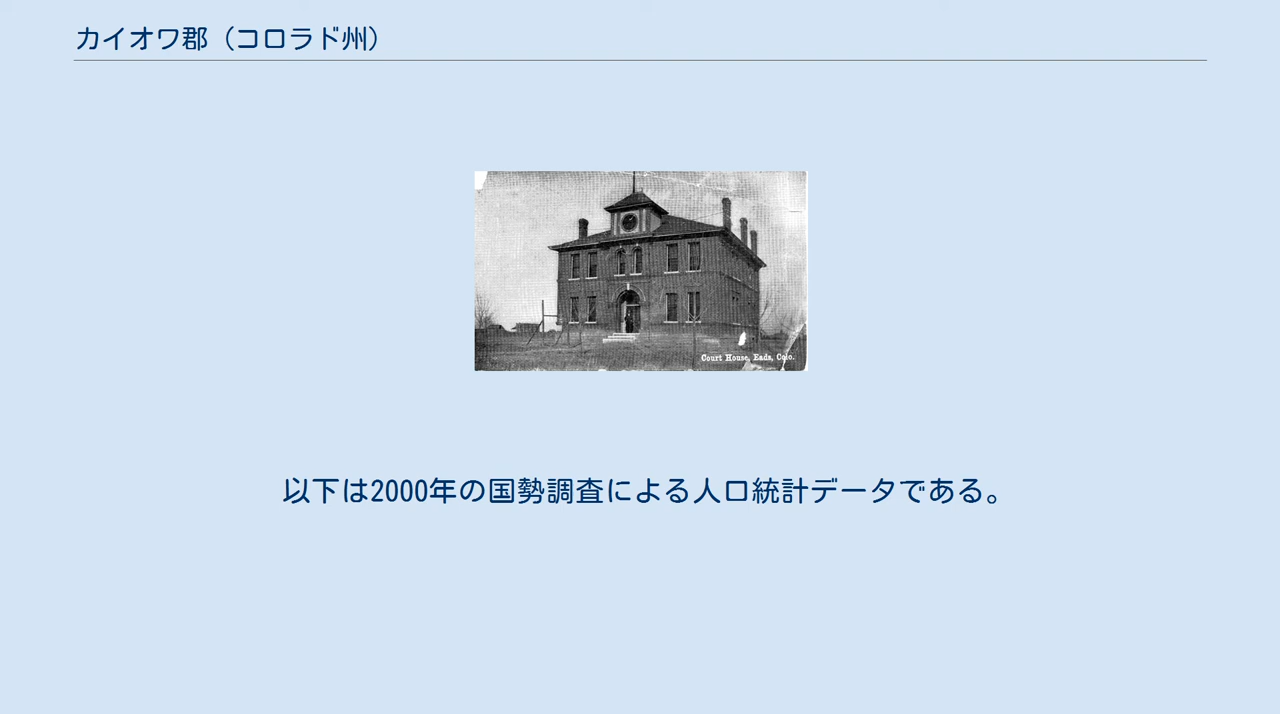 カイオワ郡（コロラド州）
Court House, Eads, Colo.
以下は2000年の国勢調査による人口統計データである。